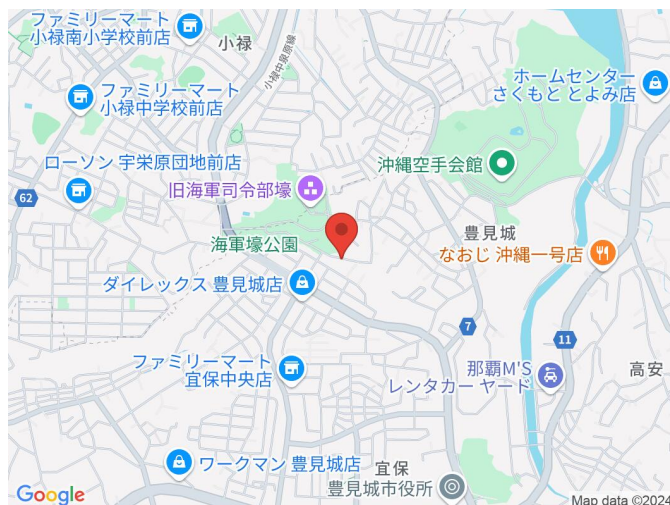 ファミリーマート
小禄南小学校前店
小禄
小禄中泉原線
ホームセンター
さくもと とよみ店
ファミリーマート
小禄中学校前店
ローソン 宇栄原団地前店
沖縄空手会館
62
旧海軍司令部壕
海軍壕公園
豊見城
なおじ 沖縄一号店
ダイレックス 豊見城店
7
11
ファミリーマート
宜保中央店
那覇M'S
レンタカー ヤード
高安
ワークマン 豊見城店
宜保
豊見城市役所
Google
Map data ©2024